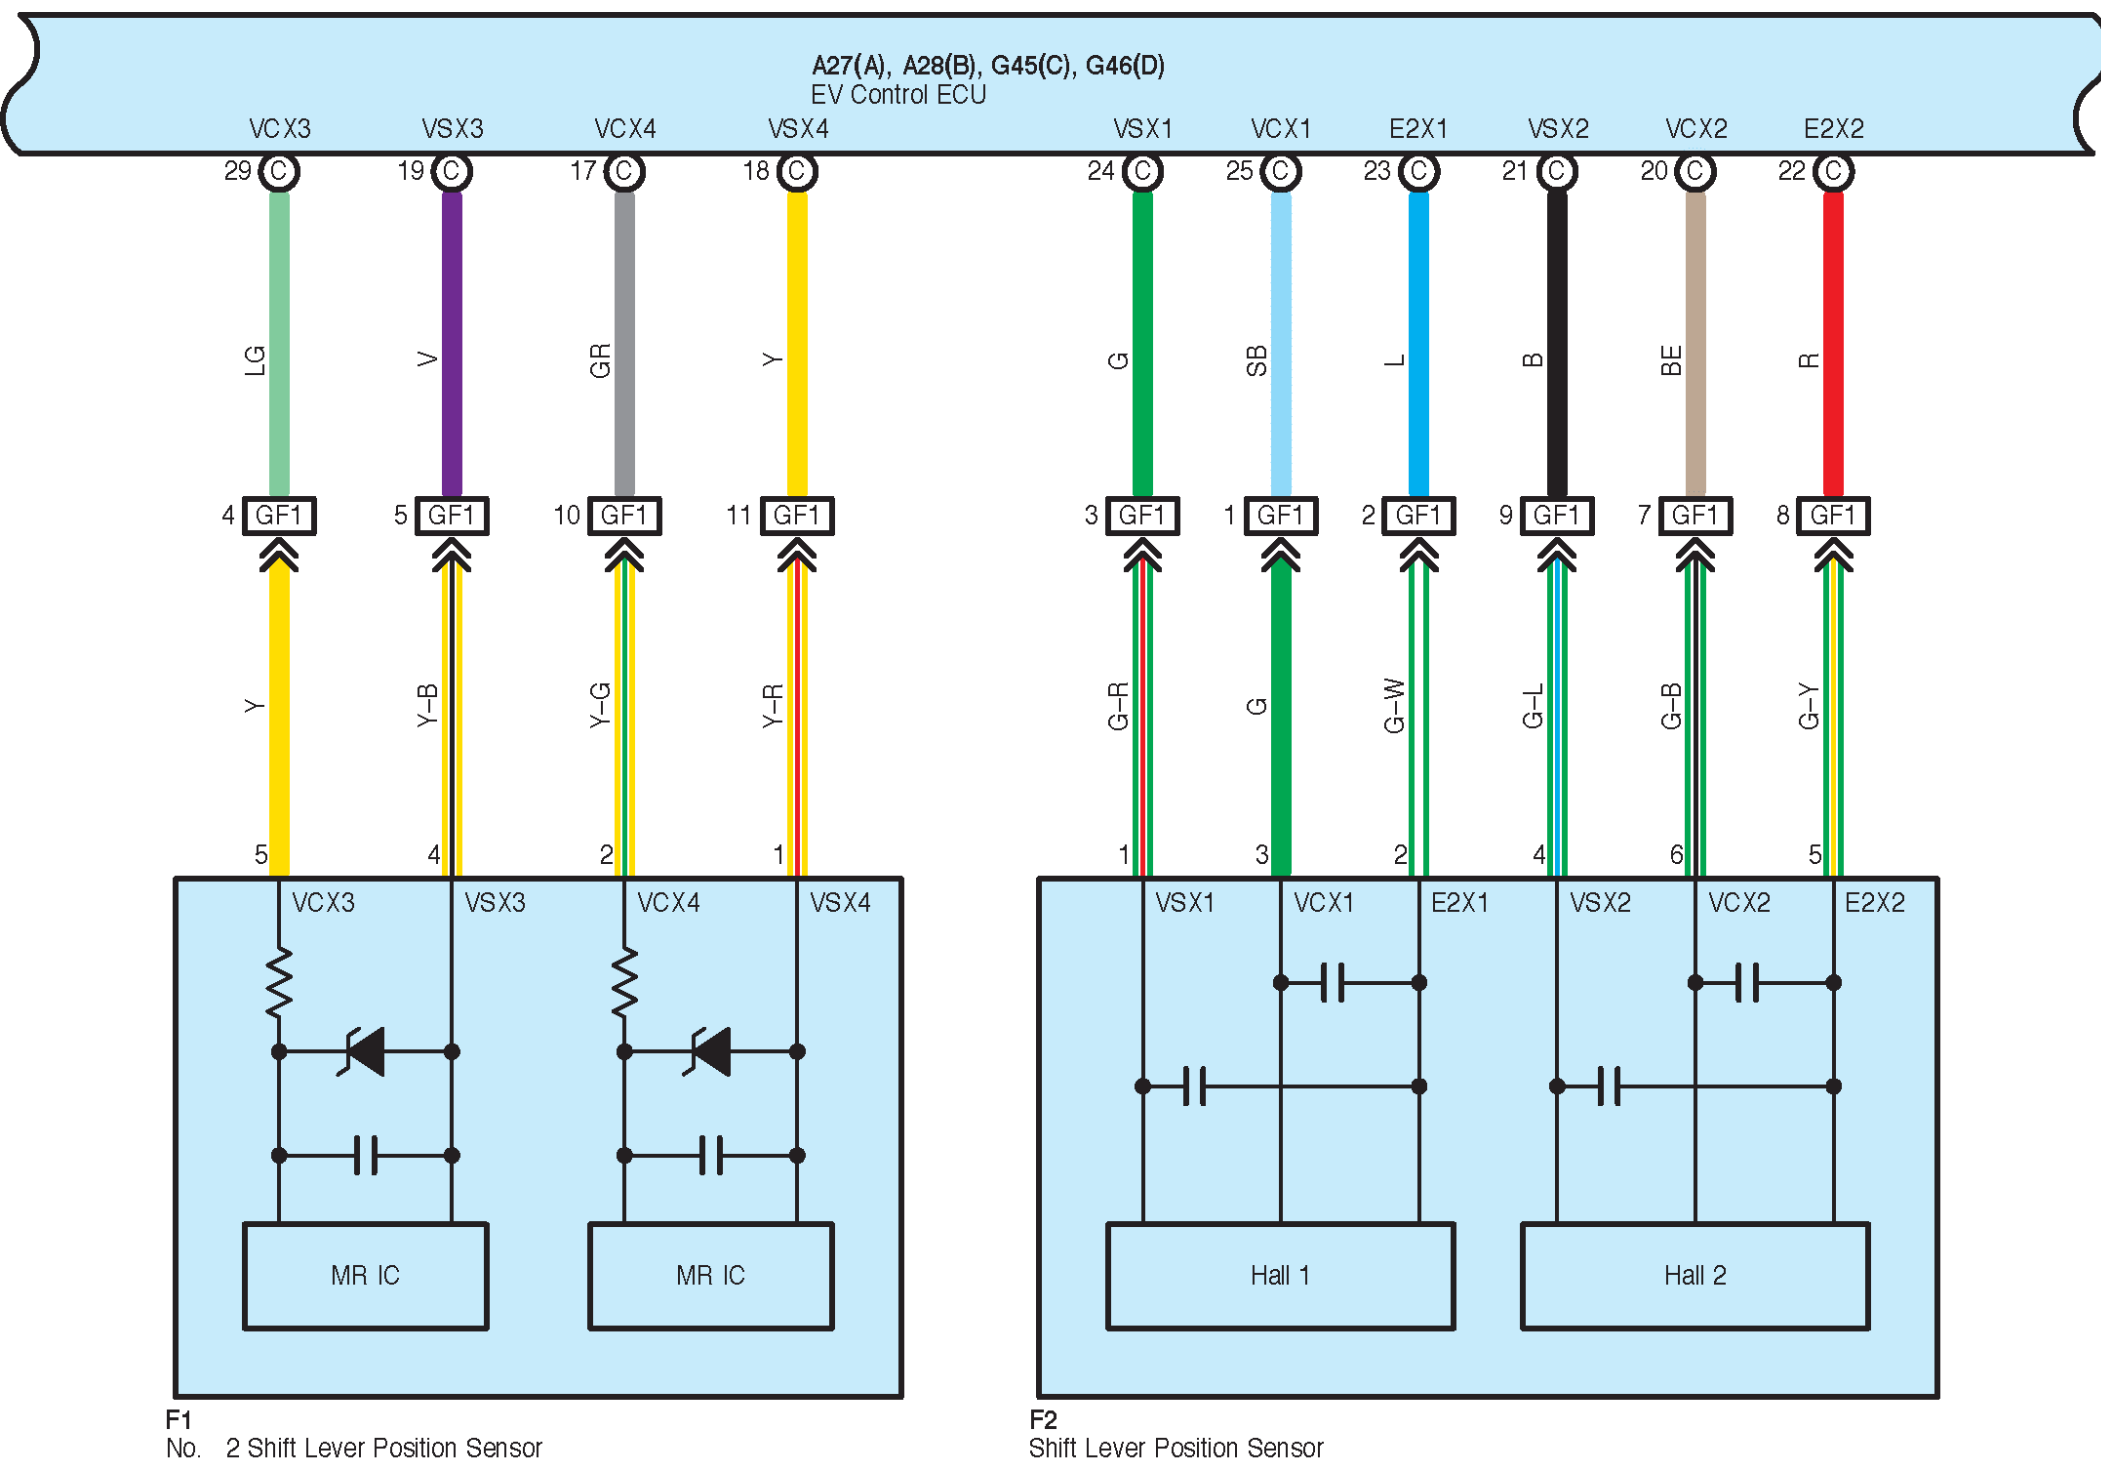 A27(A), A28(B), G45(C), G46(D)
EV Control ECU
VCX3 VSX3 VCX4 VSX4 VSX1 VCX1 E2X1 VSX2 VCX2 E2X2
29 C 19 C 17 C 18 C 24 C 25 C 23 C 21 C 20 C 22 C
LG V GR Y G SB L B BE R
4 GF1 5 GF1 10 GF1 11 GF1 3 GF1 1 GF1 2 GF1 9 GF1 7 GF1 8 GF1
Y Y–B Y–G Y–R G–R G G–W G–L G–B G–Y
5 4 2 1 1 3 2 4 6 5
VCX3 VSX3 VCX4 VSX4 VSX1 VCX1 E2X1 VSX2 VCX2 E2X2
MR IC MR IC Hall 1 Hall 2
F1
No. 2 Shift Lever Position Sensor
F2
Shift Lever Position Sensor